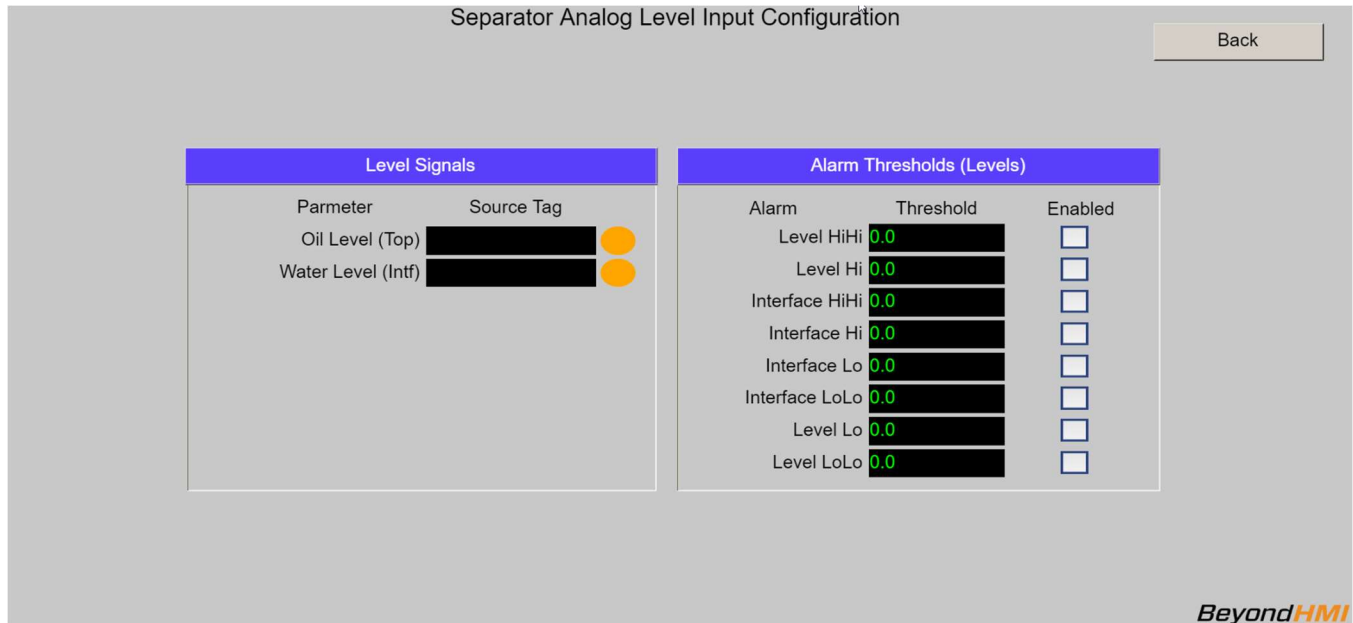 Separator Analog Level Input Configuration
Back
Level Signals
Parmeter Source Tag
Oil Level (Top)
Water Level (Intf)
Alarm Thresholds (Levels)
Alarm Threshold Enabled
Level HiHi 0.0
Level Hi 0.0
Interface HiHi 0.0
Interface Hi 0.0
Interface Lo 0.0
Interface LoLo 0.0
Level Lo 0.0
Level LoLo 0.0
BeyondHMI